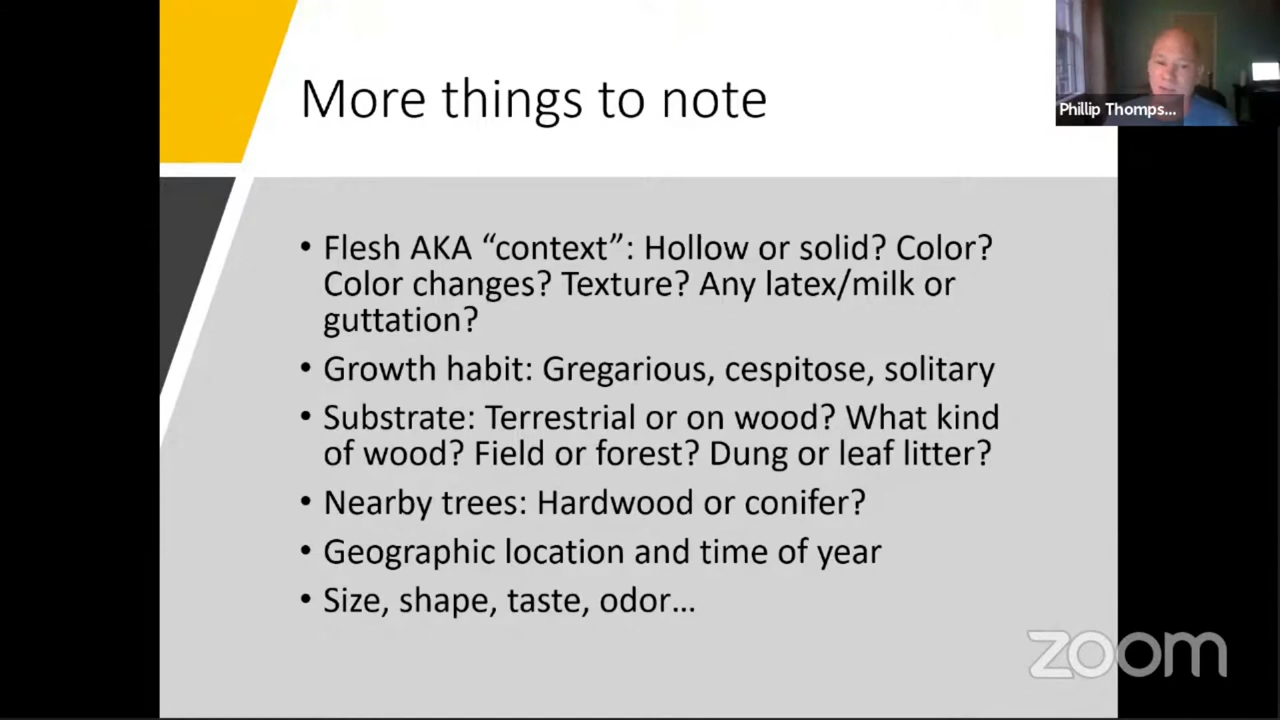 More things to note
Phillip Thomps...
• Flesh AKA “context”: Hollow or solid? Color?
Color changes? Texture? Any latex/milk or
guttation?
• Growth habit: Gregarious, cespitose, solitary
• Substrate: Terrestrial or on wood? What kind
of wood? Field or forest? Dung or leaf litter?
• Nearby trees: Hardwood or conifer?
• Geographic location and time of year
• Size, shape, taste, odor…
zoom